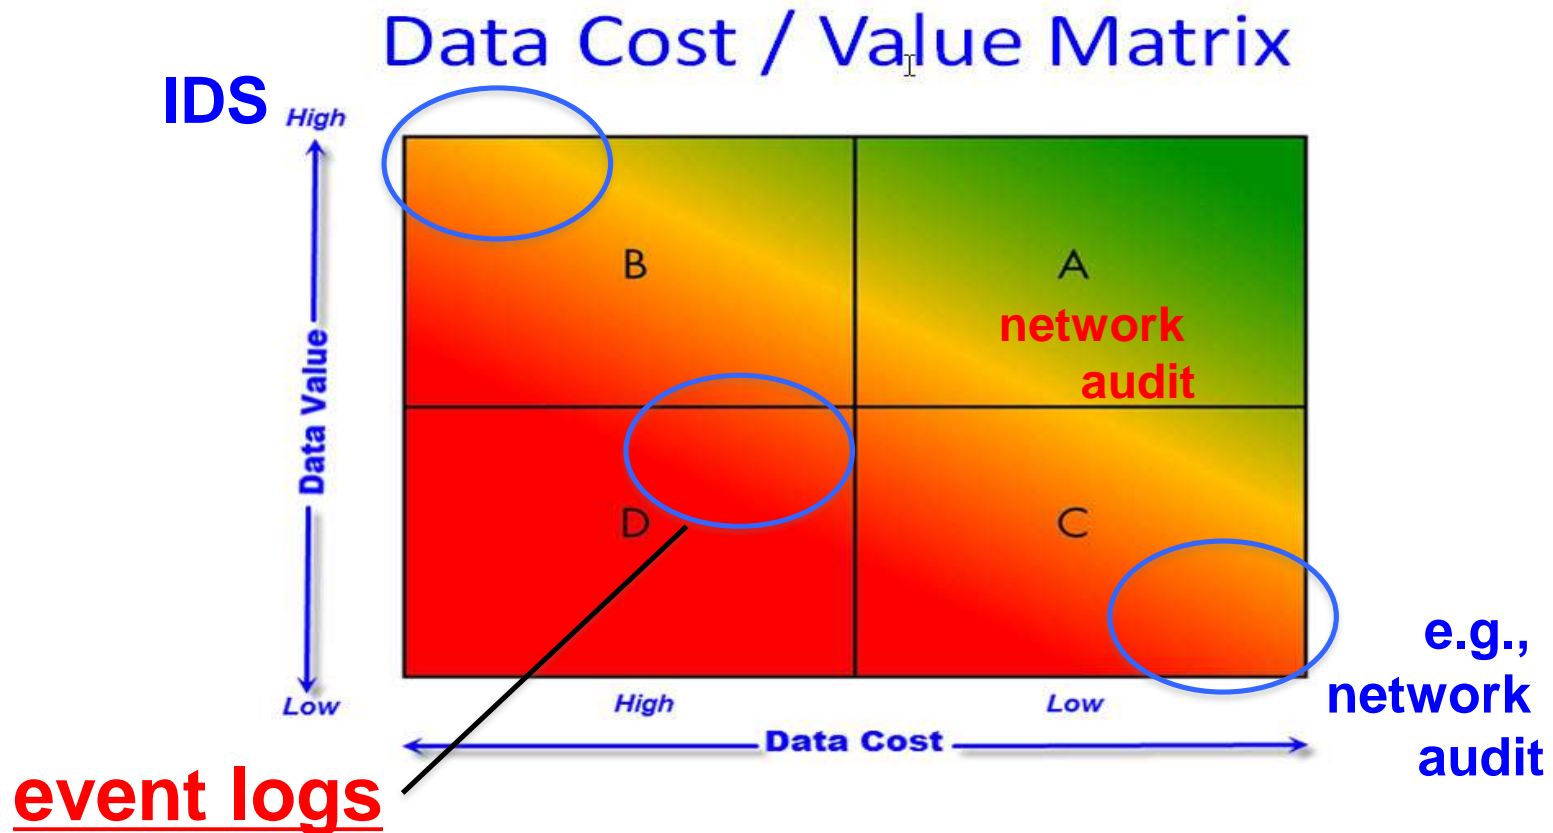 Data Cost / Value Matrix
IDS
High
B
A
network
audit
Data Value
D
C
Low
High
Low
Data Cost
e.g.,
network
audit
event logs